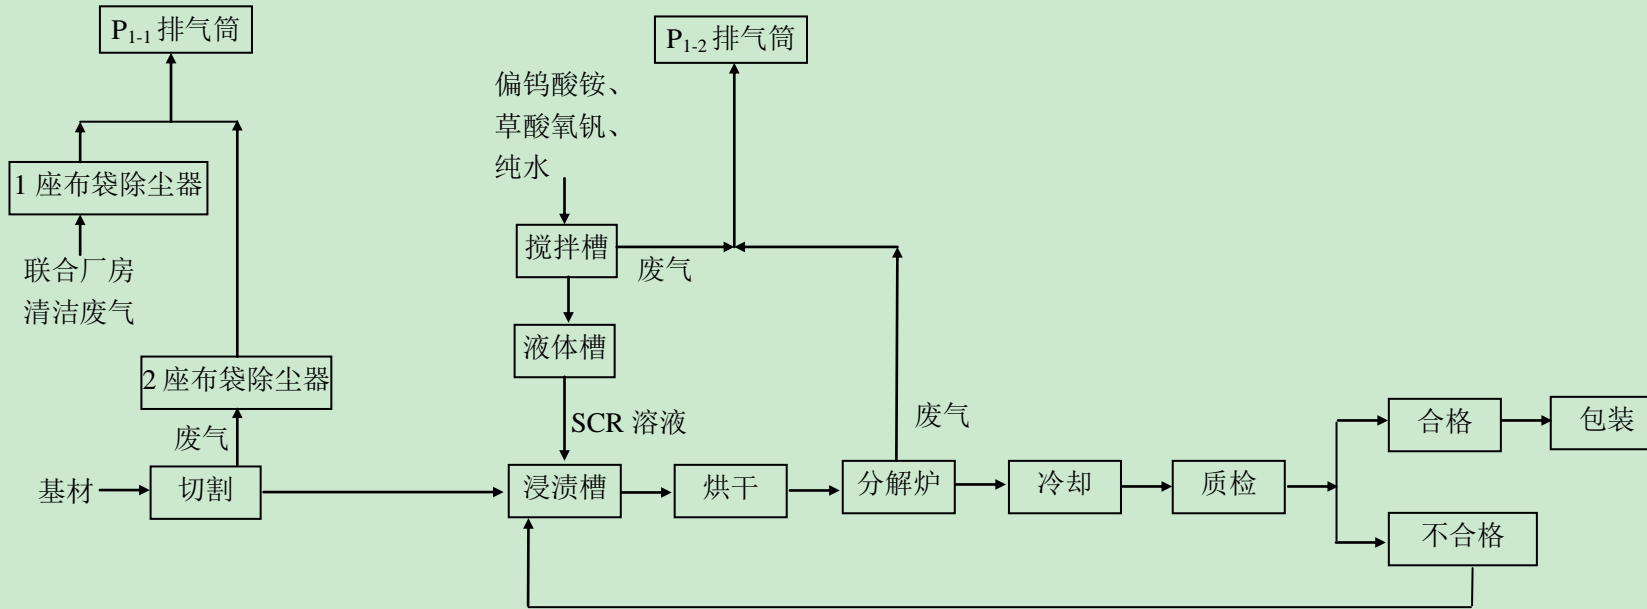 P1-1 排气筒
P1-2 排气筒
偏钨酸铵、
草酸氧钒、
纯水
1 座布袋除尘器
搅拌槽
废气
联合厂房
清洁废气
液体槽
2 座布袋除尘器
SCR 溶液
废气
合格
包装
废气
基材
切割
浸渍槽
烘干
分解炉
冷却
质检
不合格